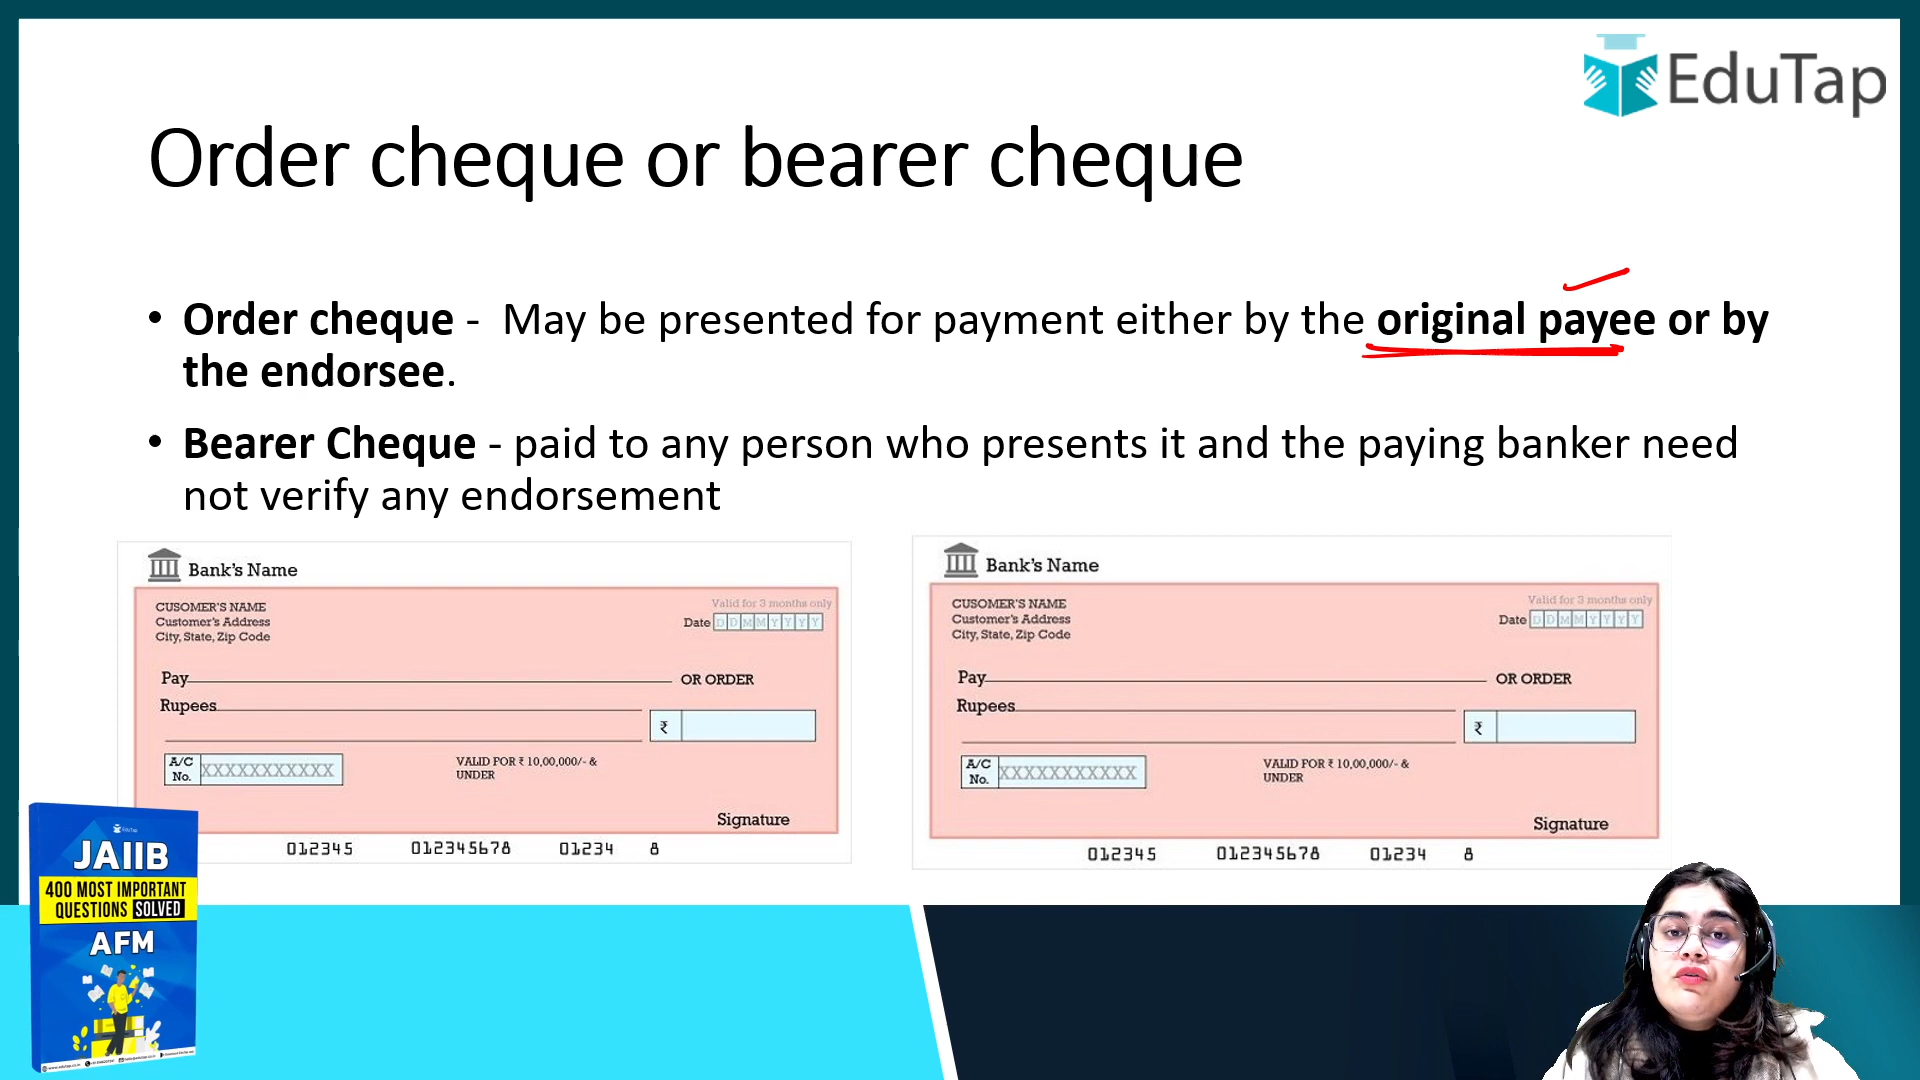 EduTap
Order cheque or bearer cheque
• Order cheque - May be presented for payment either by the original payee or by
the endorsee.
• Bearer Cheque - paid to any person who presents it and the paying banker need
not verify any endorsement
Bank's Name
CUSOMER'S NAME
Customer's Address
City, State, Zip Code
Valid for 3 months only
Date D D M M Y Y Y Y
Pay OR ORDER
Rupees
₹
A/C
No. XXXXXXXXXXX
VALID FOR ₹ 10,00,000/- &
UNDER
Signature
012345 012345678 01234 8
Bank's Name
CUSOMER'S NAME
Customer's Address
City, State, Zip Code
Valid for 3 months only
Date D D M M Y Y Y Y
Pay OR ORDER
Rupees
₹
A/C
No. XXXXXXXXXXX
VALID FOR ₹ 10,00,000/- &
UNDER
Signature
012345 012345678 01234 8
EduTap
JAIIB
400 MOST IMPORTANT
QUESTIONS SOLVED
AFM